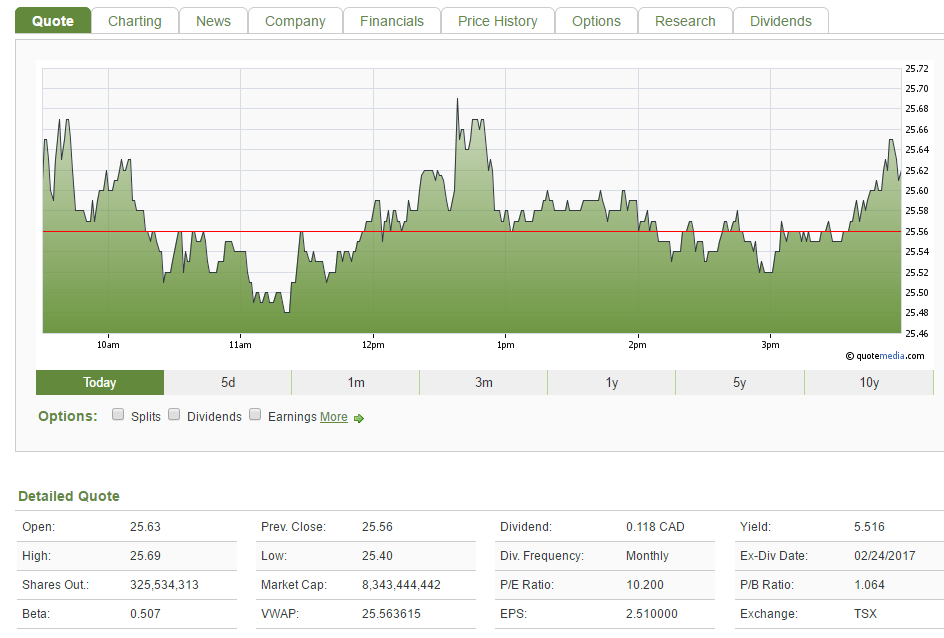 Quote Charting News Company Financials Price History Options Research Dividends
25.72
25.70
25.68
25.66
25.64
25.62
25.60
25.58
25.56
25.54
25.52
25.50
25.48
25.46
10am 11am 12pm 1pm 2pm 3pm
© quotemedia.com
Today 5d 1m 3m 1y 5y 10y
Options: Splits Dividends Earnings More
Detailed Quote
Open: 25.63 Prev. Close: 25.56 Dividend: 0.118 CAD Yield: 5.516
High: 25.69 Low: 25.40 Div. Frequency: Monthly Ex-Div Date: 02/24/2017
Shares Out.: 325,534,313 Market Cap: 8,343,444,442 P/E Ratio: 10.200 P/B Ratio: 1.064
Beta: 0.507 VWAP: 25.563615 EPS: 2.510000 Exchange: TSX